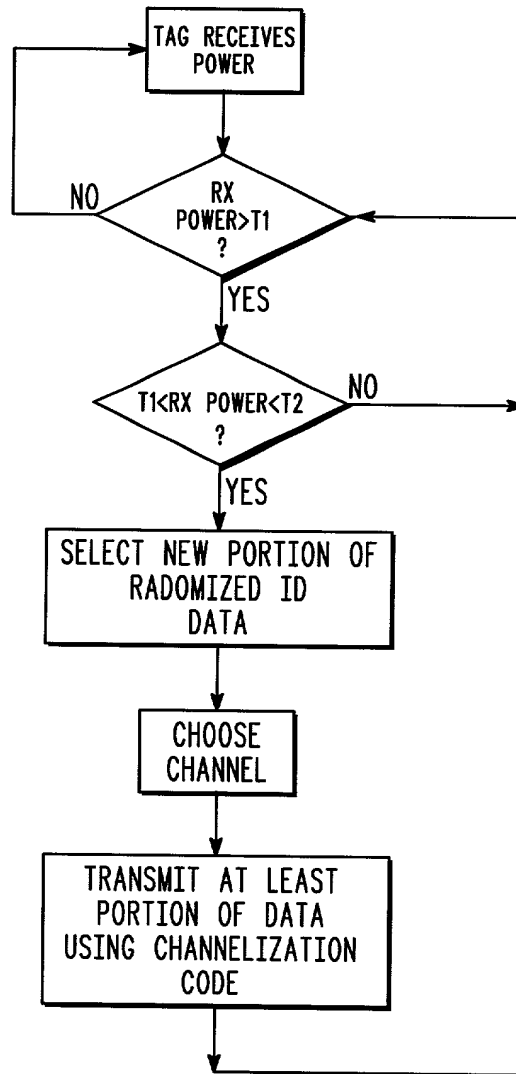 TAG RECEIVES
POWER
RX
POWER>T1
?
NO
YES
T1<RX POWER<T2
?
NO
YES
SELECT NEW PORTION OF
RADOMIZED ID
DATA
CHOOSE
CHANNEL
TRANSMIT AT LEAST
PORTION OF DATA
USING CHANNELIZATION
CODE